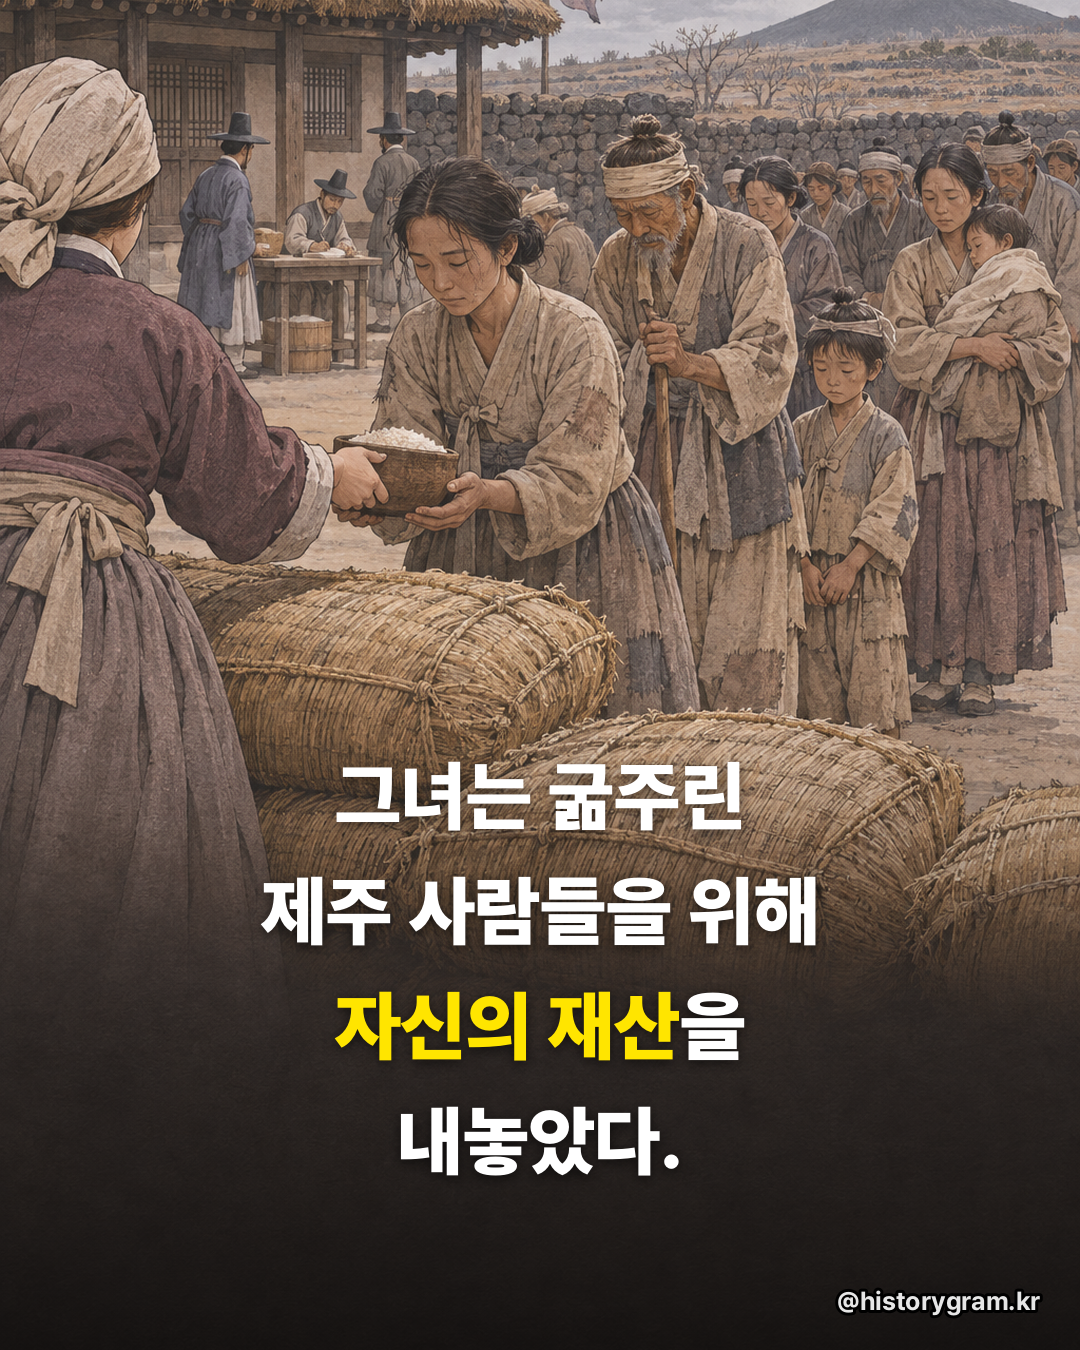 그녀는 굶주린
제주 사람들을 위해
자신의 재산을
내놓았다.
@historygram.kr